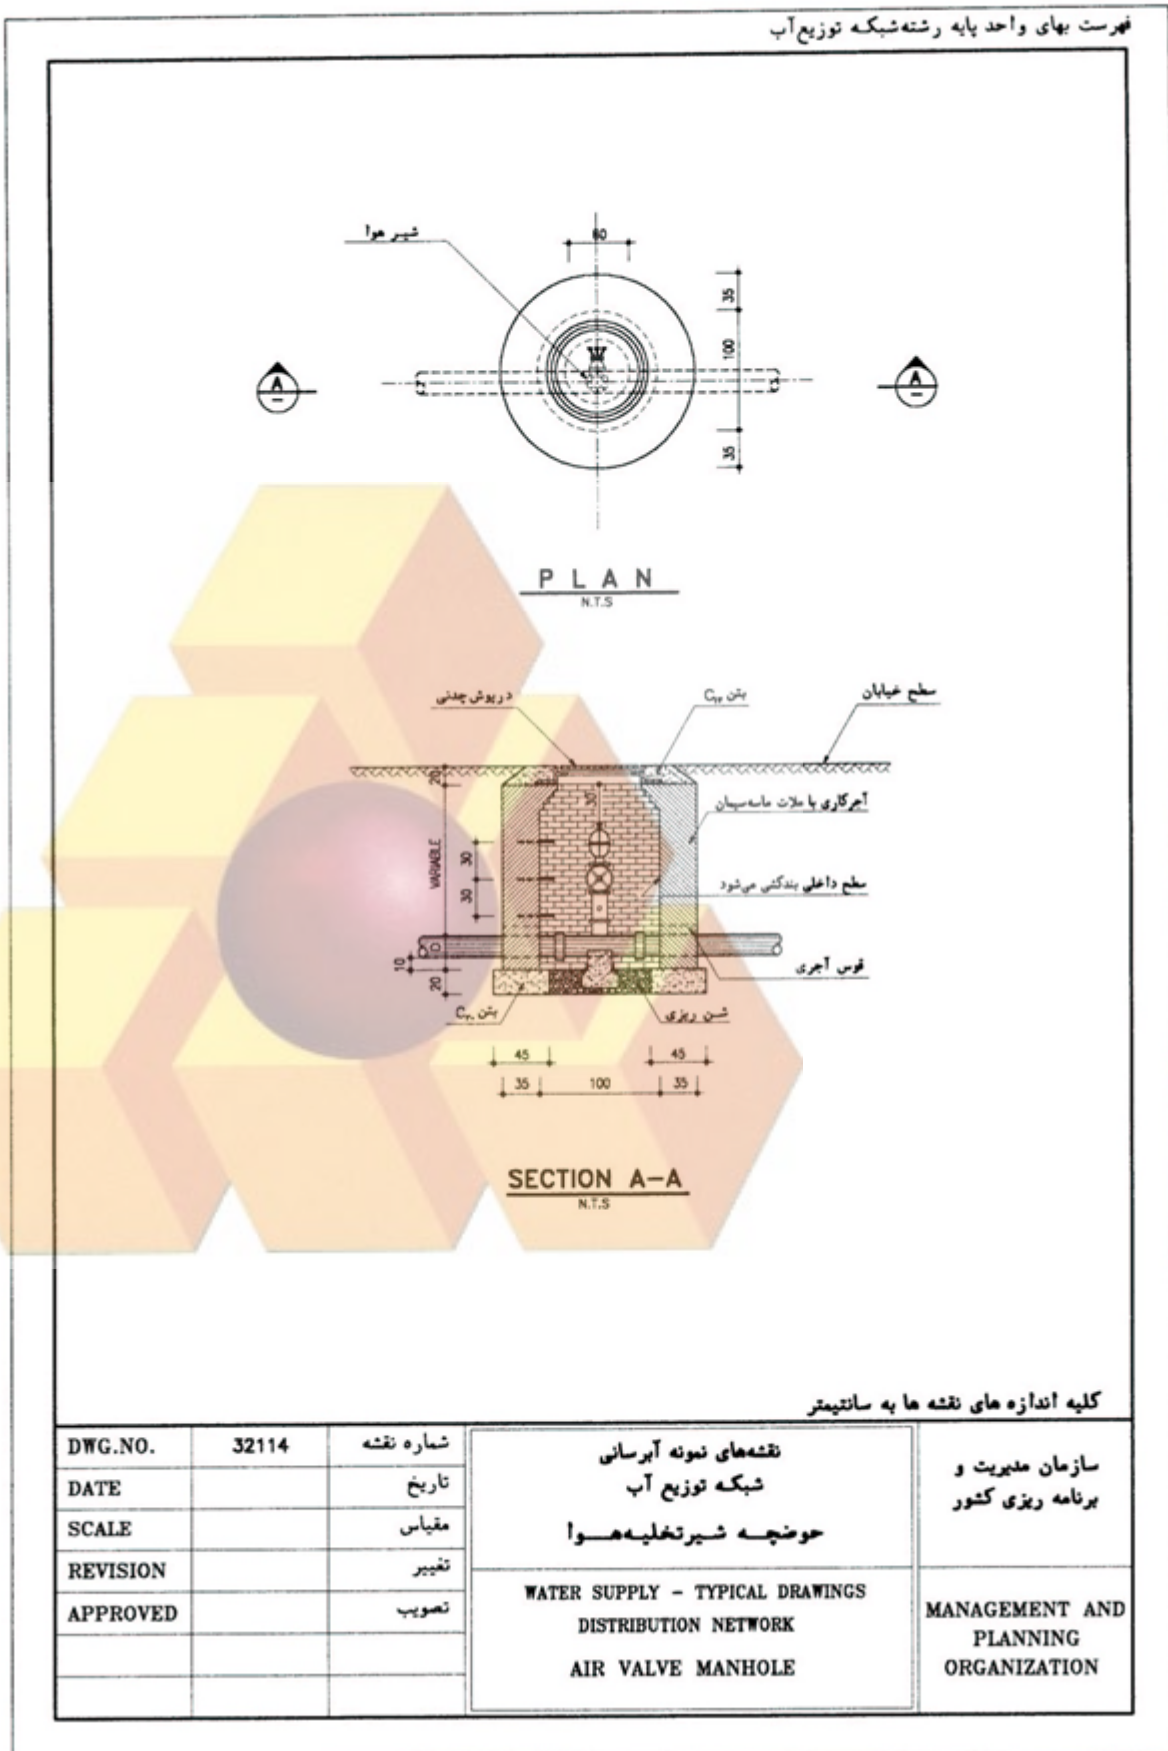 فهرست بهای واحد پایه رشته شبکه توزیع آب
شیر هوا
60
35
100
35
A
A
PLAN
N.T.S
دریوش چدنی
بتن C۲۴
سطح خیابان
20
30
آجرکاری با ملات ماسه سیمان
VARIABLE
30
30
سطح داخلی بندکشی می‌شود
D
10
قوس آجری
20
بتن C۲۰
شن ریزی
45
45
35
100
35
SECTION A-A
N.T.S
کلیه اندازه های نقشه ها به سانتیمتر
DWG.NO. 32114 شماره نقشه
DATE تاریخ
SCALE مقیاس
REVISION تغییر
APPROVED تصویب
نقشه‌های نمونه آبرسانی
شبکه توزیع آب
حوضچه شیرتخلیه‌هوا
WATER SUPPLY - TYPICAL DRAWINGS
DISTRIBUTION NETWORK
AIR VALVE MANHOLE
سازمان مدیریت و
برنامه ریزی کشور
MANAGEMENT AND
PLANNING
ORGANIZATION